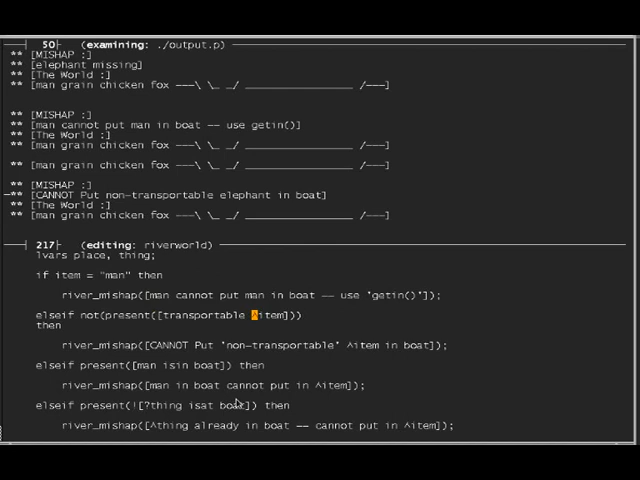 50 (examining: ./output.p)
** [MISHAP :]
** [elephant missing]
** [The World :]
** [man grain chicken fox ---\ \_ _/ _________________ /---]
** [MISHAP :]
** [man cannot put man in boat -- use getin()]
** [The World :]
** [man grain chicken fox ---\ \_ _/ _________________ /---]
** [man grain chicken fox ---\ \_ _/ _________________ /---]
** [MISHAP :]
** [CANNOT Put non-transportable elephant in boat]
** [The World :]
** [man grain chicken fox ---\ \_ _/ _________________ /---]
217 (editing: riverworld)
lvars place, thing;
if item = "man" then
river_mishap([man cannot put man in boat -- use 'getin()']);
elseif not(present([transportable ^item]))
then
river_mishap([CANNOT Put 'non-transportable' ^item in boat]);
elseif present([man isin boat]) then
river_mishap([man in boat cannot put in ^item]);
elseif present(![?thing isat boat]) then
river_mishap([^thing already in boat -- cannot put in ^item]);